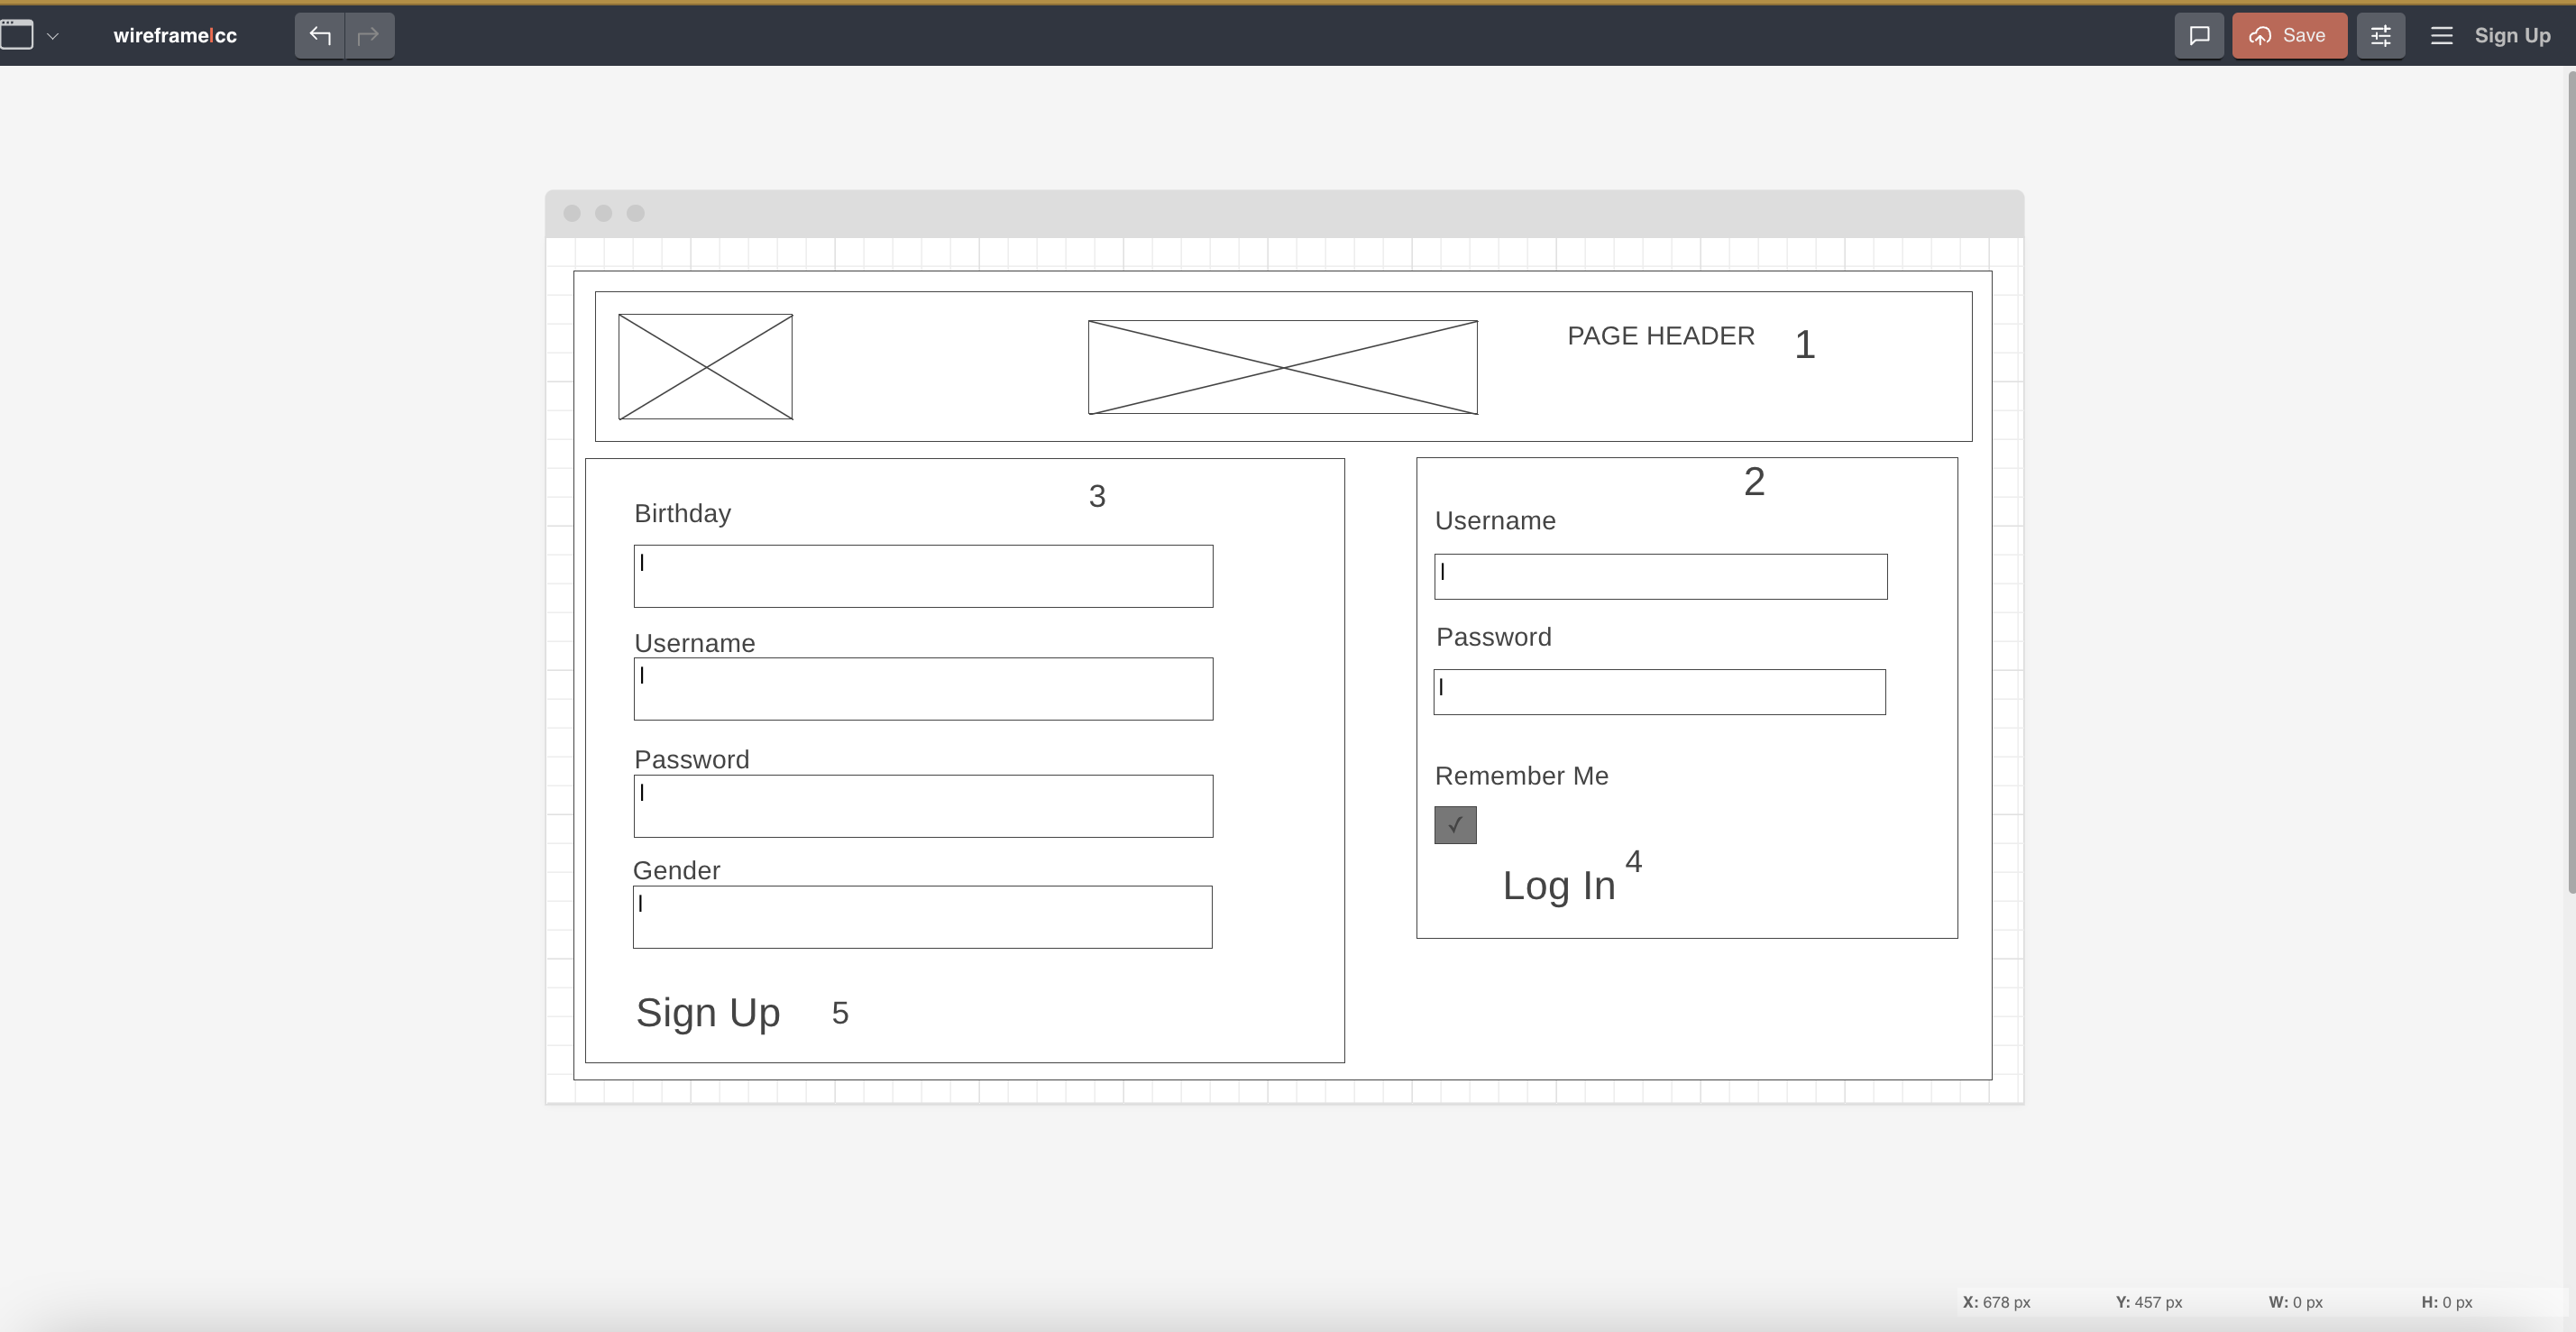 wireframe|cc
Save
Sign Up
PAGE HEADER 1
3
Birthday
Username
Password
Gender
Sign Up 5
2
Username
Password
Remember Me
✓
Log In 4
X: 678 px Y: 457 px W: 0 px H: 0 px